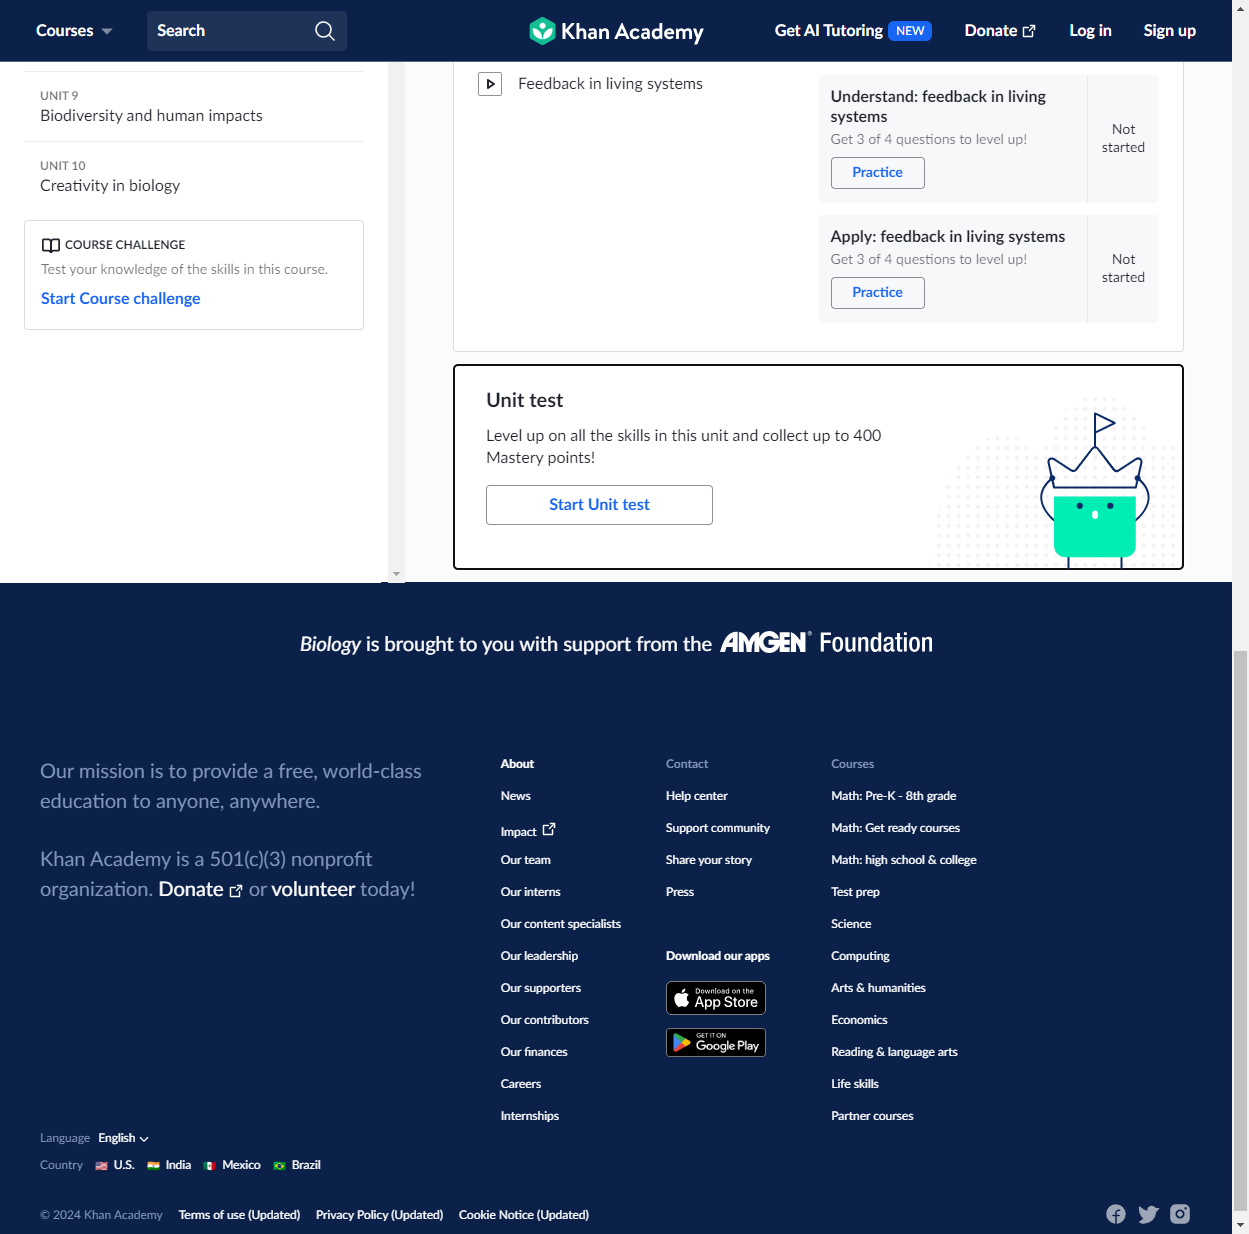 Courses
Search
Khan Academy
Get AI Tutoring NEW
Donate
Log in
Sign up
UNIT 9
Biodiversity and human impacts
UNIT 10
Creativity in biology
COURSE CHALLENGE
Test your knowledge of the skills in this course.
Start Course challenge
Feedback in living systems
Understand: feedback in living
systems
Get 3 of 4 questions to level up!
Practice
Not
started
Apply: feedback in living systems
Get 3 of 4 questions to level up!
Practice
Not
started
Unit test
Level up on all the skills in this unit and collect up to 400
Mastery points!
Start Unit test
Biology is brought to you with support from the AMGEN® Foundation
Our mission is to provide a free, world-class
education to anyone, anywhere.
Khan Academy is a 501(c)(3) nonprofit
organization. Donate or volunteer today!
About
News
Impact
Our team
Our interns
Our content specialists
Our leadership
Our supporters
Our contributors
Our finances
Careers
Internships
Contact
Help center
Support community
Share your story
Press
Download our apps
Download on the
App Store
GET IT ON
Google Play
Courses
Math: Pre-K - 8th grade
Math: Get ready courses
Math: high school & college
Test prep
Science
Computing
Arts & humanities
Economics
Reading & language arts
Life skills
Partner courses
Language English
Country U.S. India Mexico Brazil
© 2024 Khan Academy Terms of use (Updated) Privacy Policy (Updated) Cookie Notice (Updated)